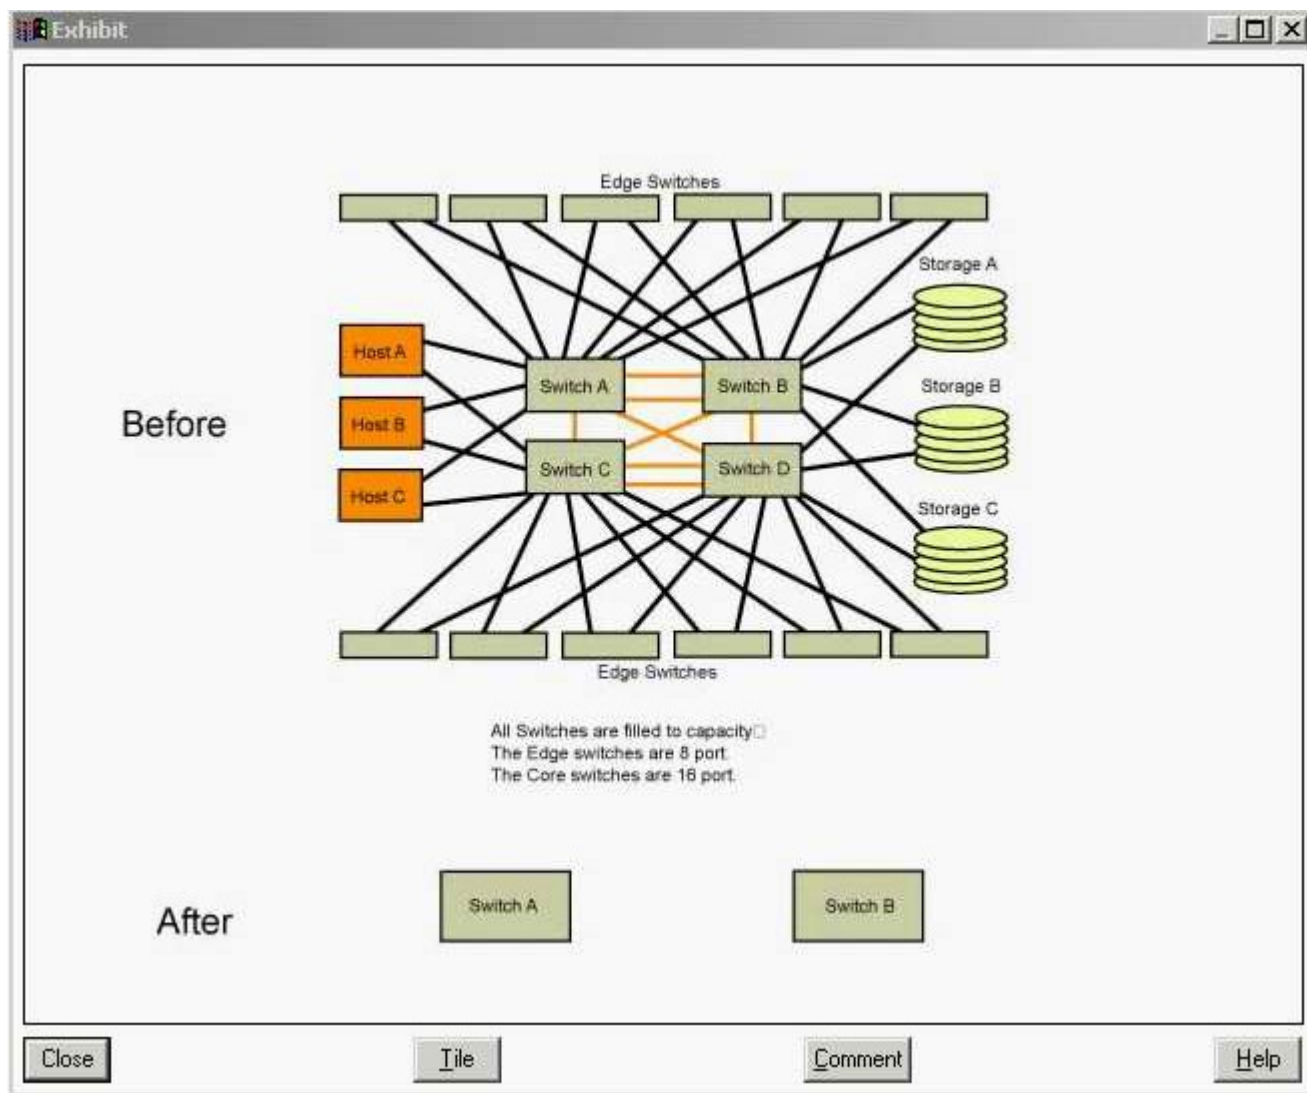 Exhibit
Edge Switches
Storage A
Host A
Switch A
Switch B
Storage B
Before
Host B
Switch C
Switch D
Host C
Storage C
Edge Switches
All Switches are filled to capacity
The Edge switches are 8 port.
The Core switches are 16 port.
After
Switch A
Switch B
Close
Tile
Comment
Help